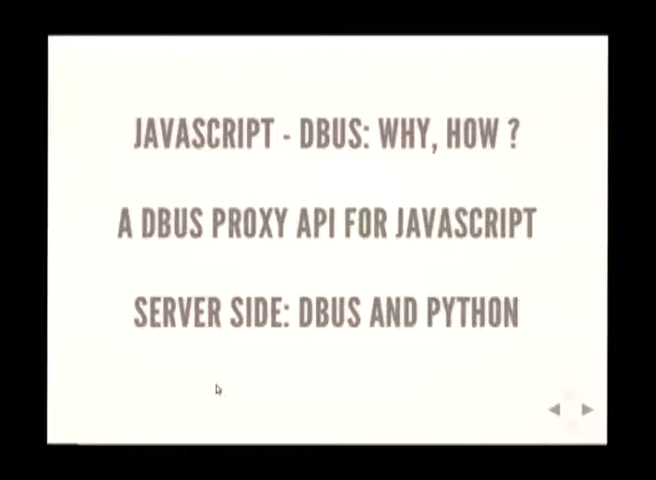 JAVASCRIPT - DBUS: WHY, HOW ?
A DBUS PROXY API FOR JAVASCRIPT
SERVER SIDE: DBUS AND PYTHON